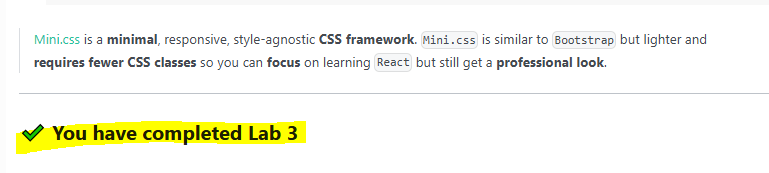 Mini.css is a minimal, responsive, style-agnostic CSS framework. Mini.css is similar to Bootstrap but lighter and
requires fewer CSS classes so you can focus on learning React but still get a professional look.
✔ You have completed Lab 3